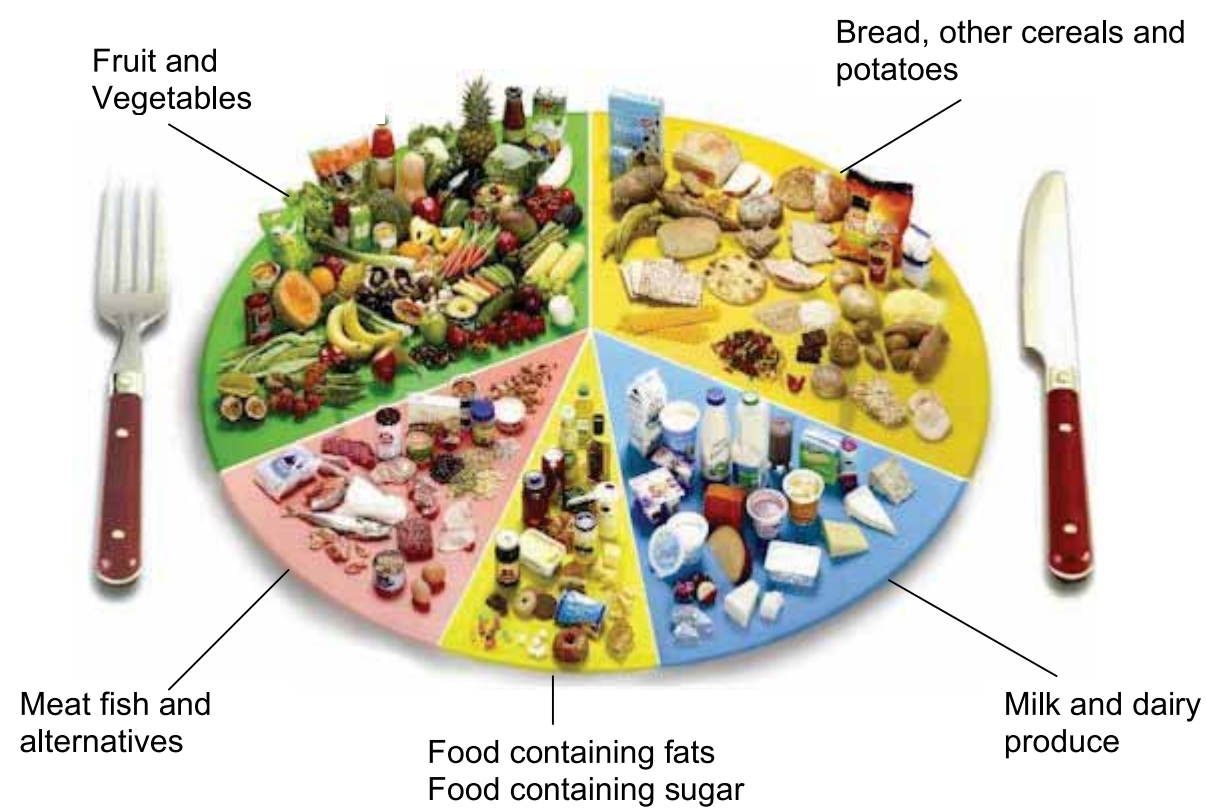 Fruit and
Vegetables
Bread, other cereals and
potatoes
Meat fish and
alternatives
Food containing fats
Food containing sugar
Milk and dairy
produce